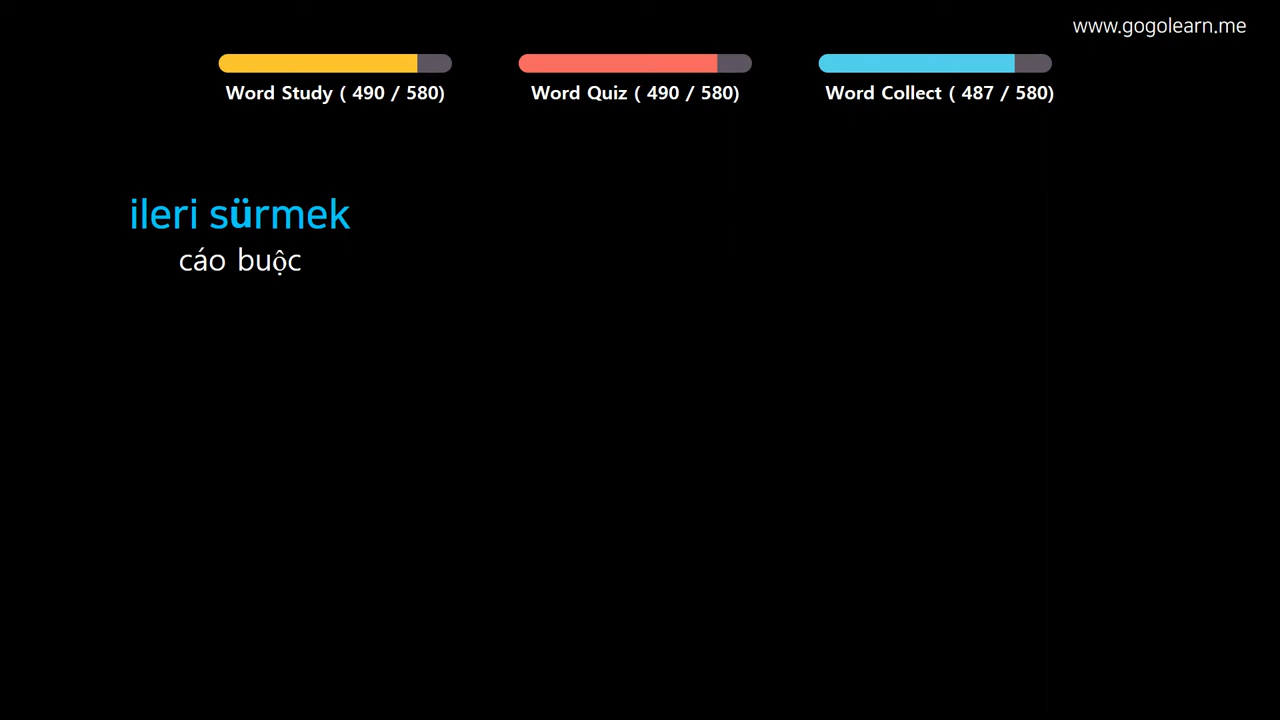 www.gogolearn.me
Word Study ( 490 / 580)
Word Quiz ( 490 / 580)
Word Collect ( 487 / 580)
ileri sürmek
cáo buộc